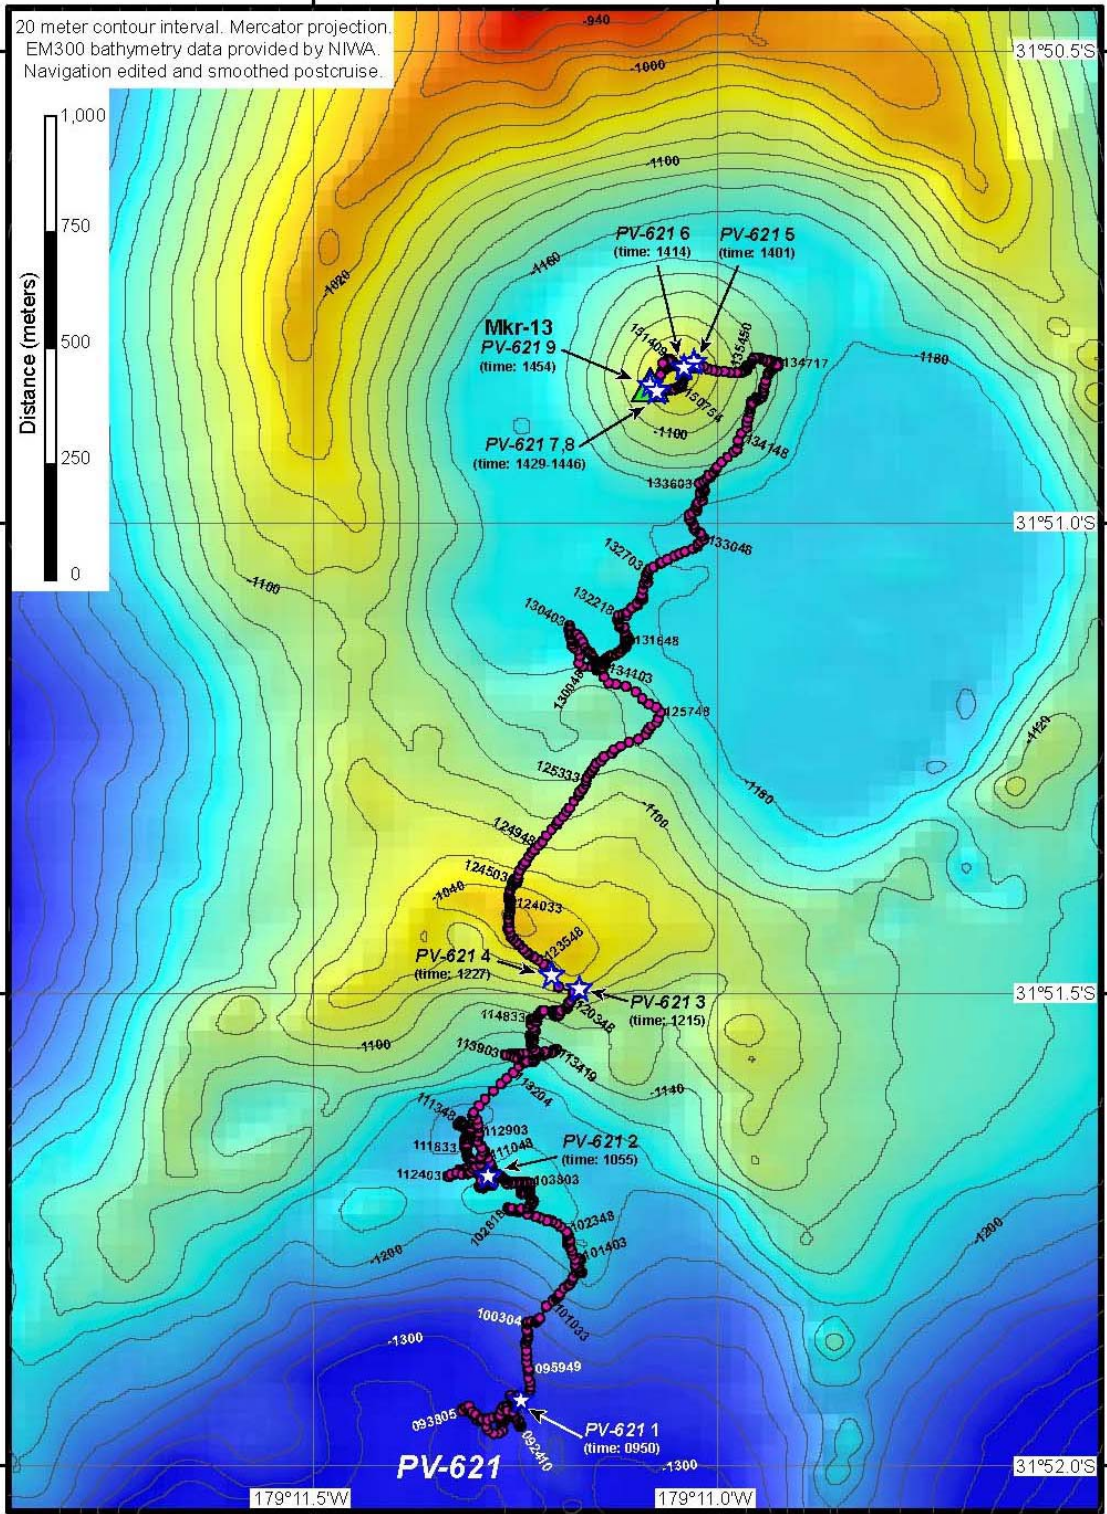 20 meter contour interval. Mercator projection.
EM300 bathymetry data provided by NIWA.
Navigation edited and smoothed postcruise.
-940
31°50.5'S
-1000
1,000
750
500
250
0
Distance (meters)
-1100
PV-621 6
(time: 1414)
PV-621 5
(time: 1401)
-1160
-1020
Mkr-13
PV-621 9
(time: 1454)
151409
135450
134717
-1180
150754
-1100
PV-621 7,8
(time: 1429-1446)
134148
133603
31°51.0'S
133048
132703
-1100
132218
130403
131648
131103
130048
125748
-1120
125333
-1180
-1100
124948
124503
-1040
124033
123548
PV-621 4
(time: 1227)
31°51.5'S
PV-621 3
(time: 1215)
120348
114833
-1100
113903
113419
-1140
113204
111348
112903
111833
111048
PV-621 2
(time: 1055)
112403
103803
102818
102348
-1200
-1200
101403
101033
100304
-1300
095949
093805
PV-621 1
(time: 0950)
092410
PV-621
-1300
31°52.0'S
179°11.5'W
179°11.0'W